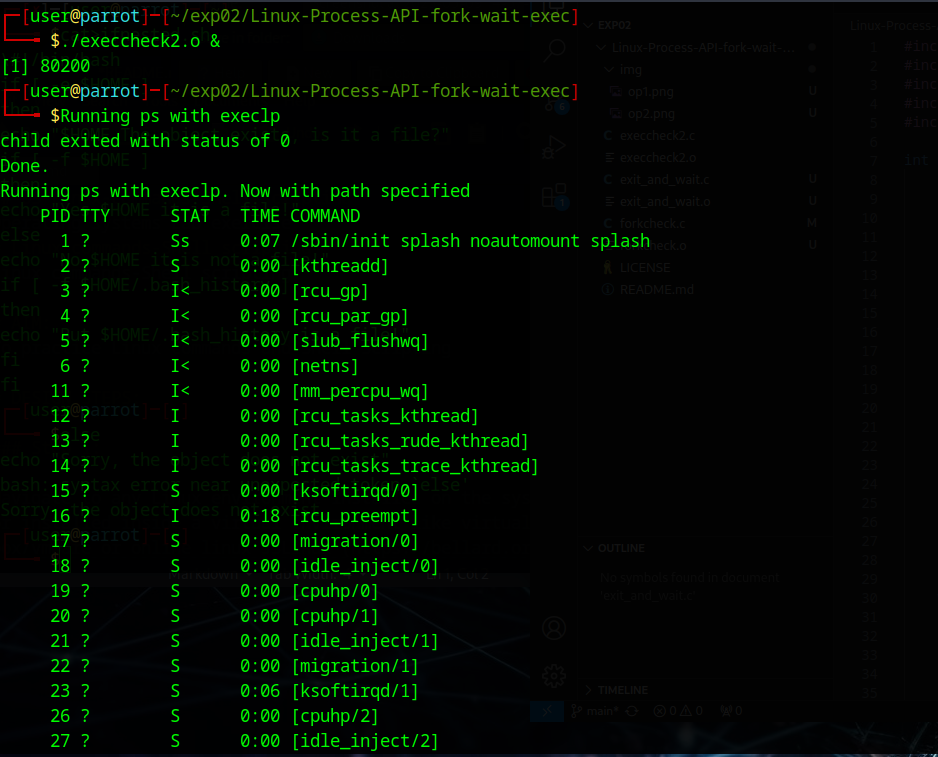 [user@parrot]-[~/exp02/Linux-Process-API-fork-wait-exec]
$./execcheck2.o &
[1] 80200
[user@parrot]-[~/exp02/Linux-Process-API-fork-wait-exec]
$Running ps with execlp
child exited with status of 0
Done.
Running ps with execlp. Now with path specified
PID TTY STAT TIME COMMAND
1 ? Ss 0:07 /sbin/init splash noautomount splash
2 ? S 0:00 [kthreadd]
3 ? I< 0:00 [rcu_gp]
4 ? I< 0:00 [rcu_par_gp]
5 ? I< 0:00 [slub_flushwq]
6 ? I< 0:00 [netns]
11 ? I< 0:00 [mm_percpu_wq]
12 ? I 0:00 [rcu_tasks_kthread]
13 ? I 0:00 [rcu_tasks_rude_kthread]
14 ? I 0:00 [rcu_tasks_trace_kthread]
15 ? S 0:00 [ksoftirqd/0]
16 ? I 0:18 [rcu_preempt]
17 ? S 0:00 [migration/0]
18 ? S 0:00 [idle_inject/0]
19 ? S 0:00 [cpuhp/0]
20 ? S 0:00 [cpuhp/1]
21 ? S 0:00 [idle_inject/1]
22 ? S 0:00 [migration/1]
23 ? S 0:06 [ksoftirqd/1]
26 ? S 0:00 [cpuhp/2]
27 ? S 0:00 [idle_inject/2]
EXP02
Linux-Process-API-fork-wait-...
img
op1.png U
op2.png U
execcheck2.c
execcheck2.o
exit_and_wait.c U
exit_and_wait.o U
forkcheck.c M
LICENSE
README.md
OUTLINE
No symbols found in document
'exit_and_wait.c'
TIMELINE
main*
0 0
0